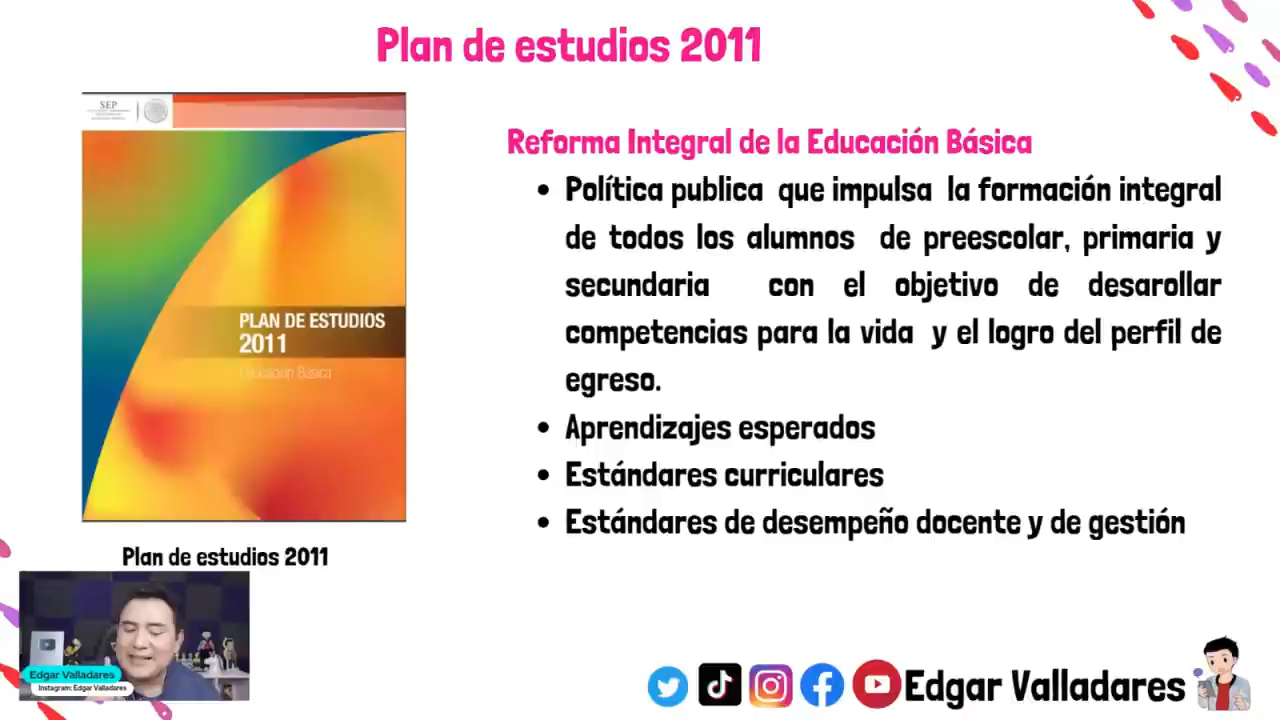 Plan de estudios 2011
SEP
PLAN DE ESTUDIOS
2011
Educación Básica
Plan de estudios 2011
Reforma Integral de la Educación Básica
• Política publica que impulsa la formación integral
de todos los alumnos de preescolar, primaria y
secundaria con el objetivo de desarollar
competencias para la vida y el logro del perfil de
egreso.
• Aprendizajes esperados
• Estándares curriculares
• Estándares de desempeño docente y de gestión
Edgar Valladares
Instagram: Edgar Valladares
Edgar Valladares